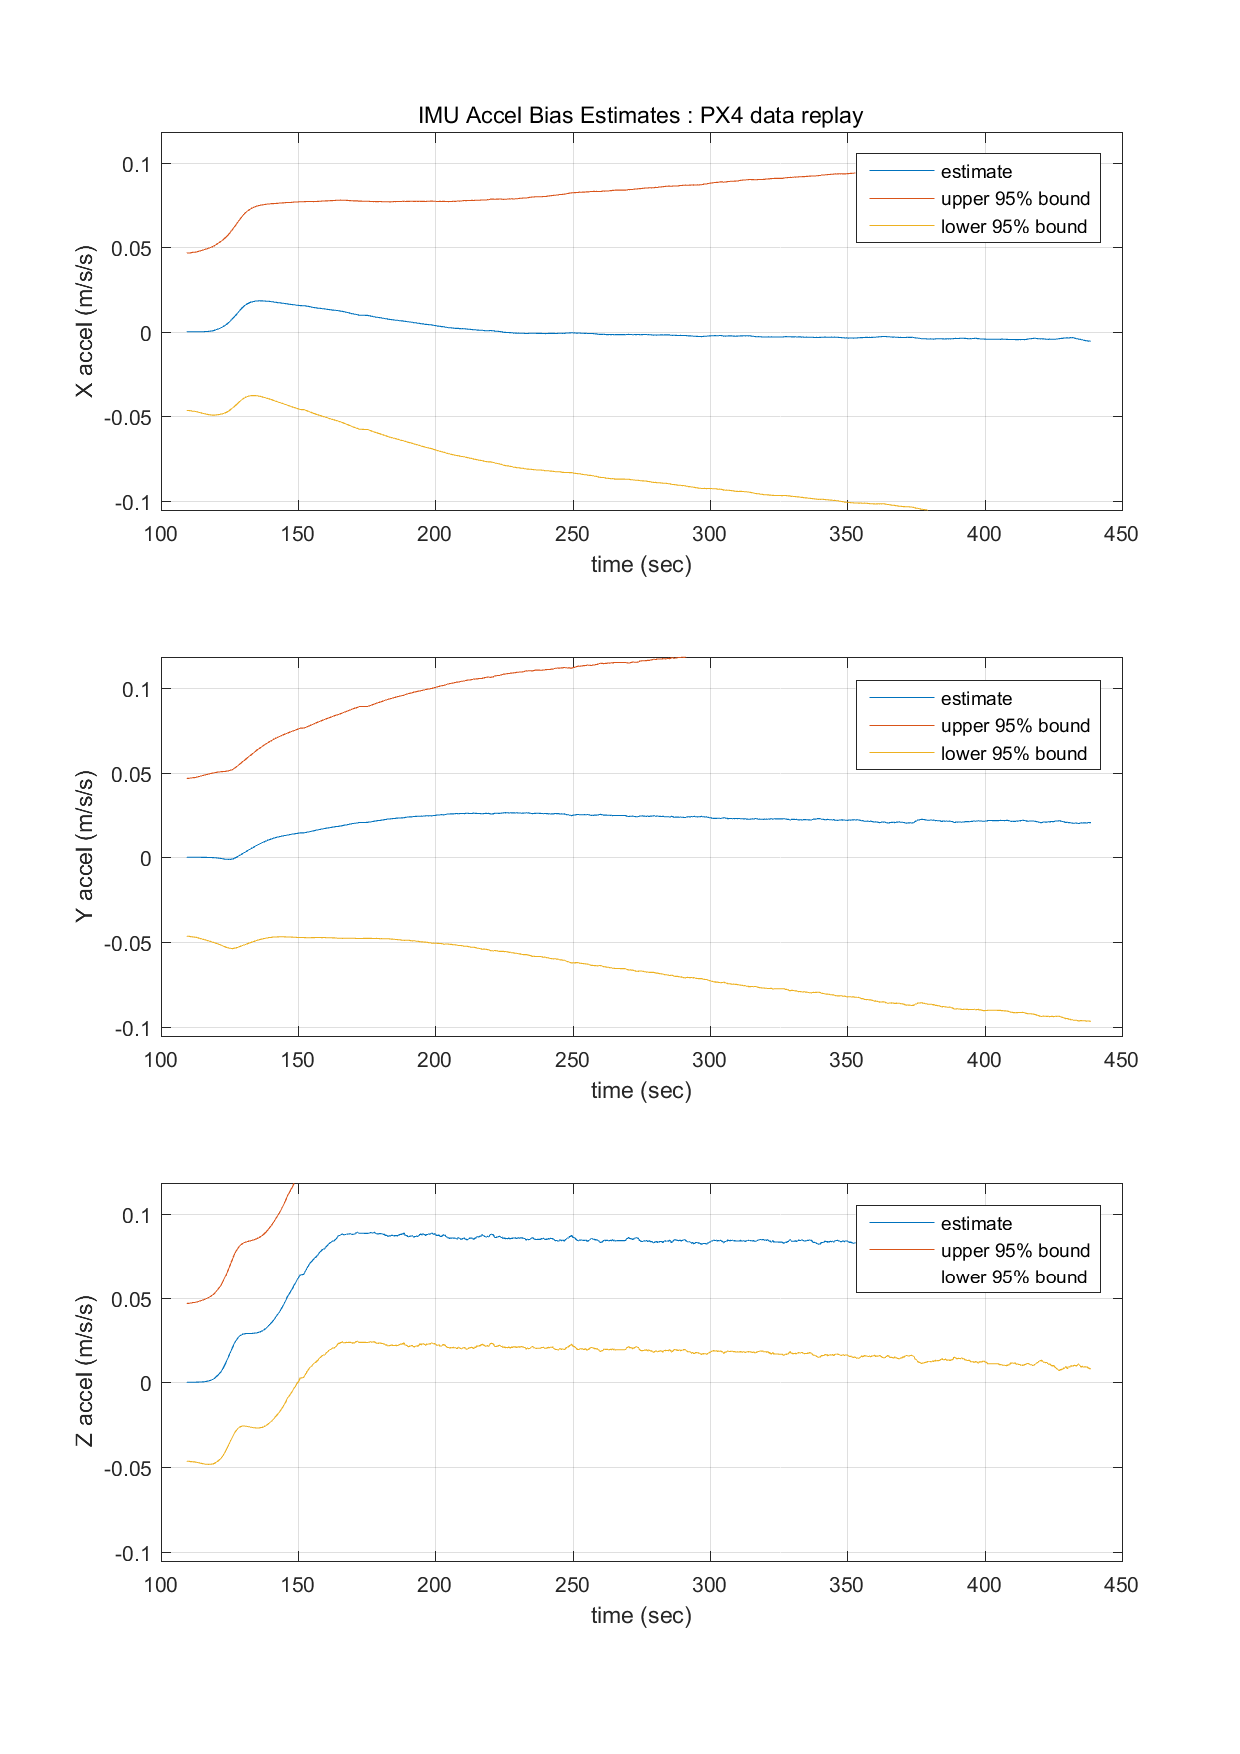 IMU Accel Bias Estimates : PX4 data replay
0.1
0.05
0
-0.05
-0.1
X accel (m/s/s)
estimate
upper 95% bound
lower 95% bound
100 150 200 250 300 350 400 450
time (sec)
0.1
0.05
0
-0.05
-0.1
Y accel (m/s/s)
estimate
upper 95% bound
lower 95% bound
100 150 200 250 300 350 400 450
time (sec)
0.1
0.05
0
-0.05
-0.1
Z accel (m/s/s)
estimate
upper 95% bound
lower 95% bound
100 150 200 250 300 350 400 450
time (sec)